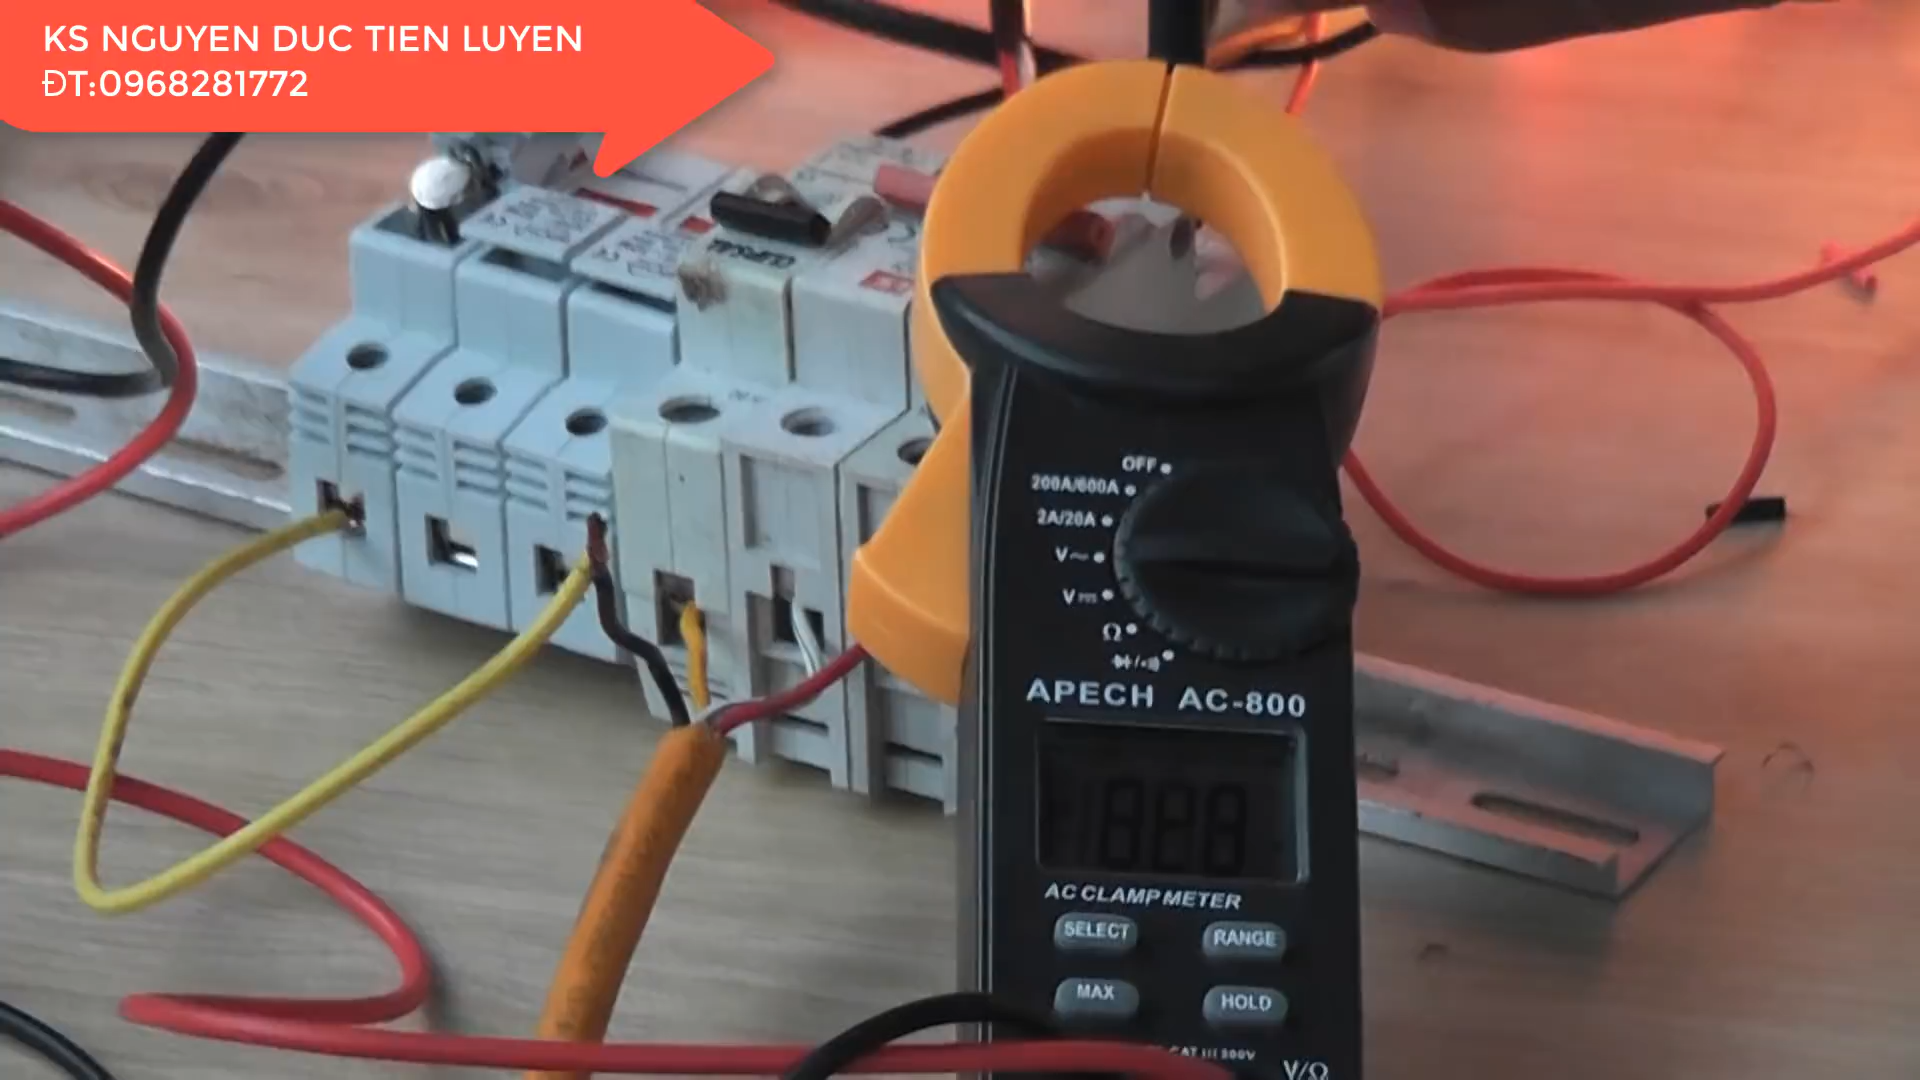 KS NGUYEN DUC TIEN LUYEN
ĐT:0968281772
OFF
200A/600A
2A/20A
V~
V⎓
Ω
APECH AC-800
828
AC CLAMP METER
SELECT
RANGE
MAX
HOLD
V/Ω